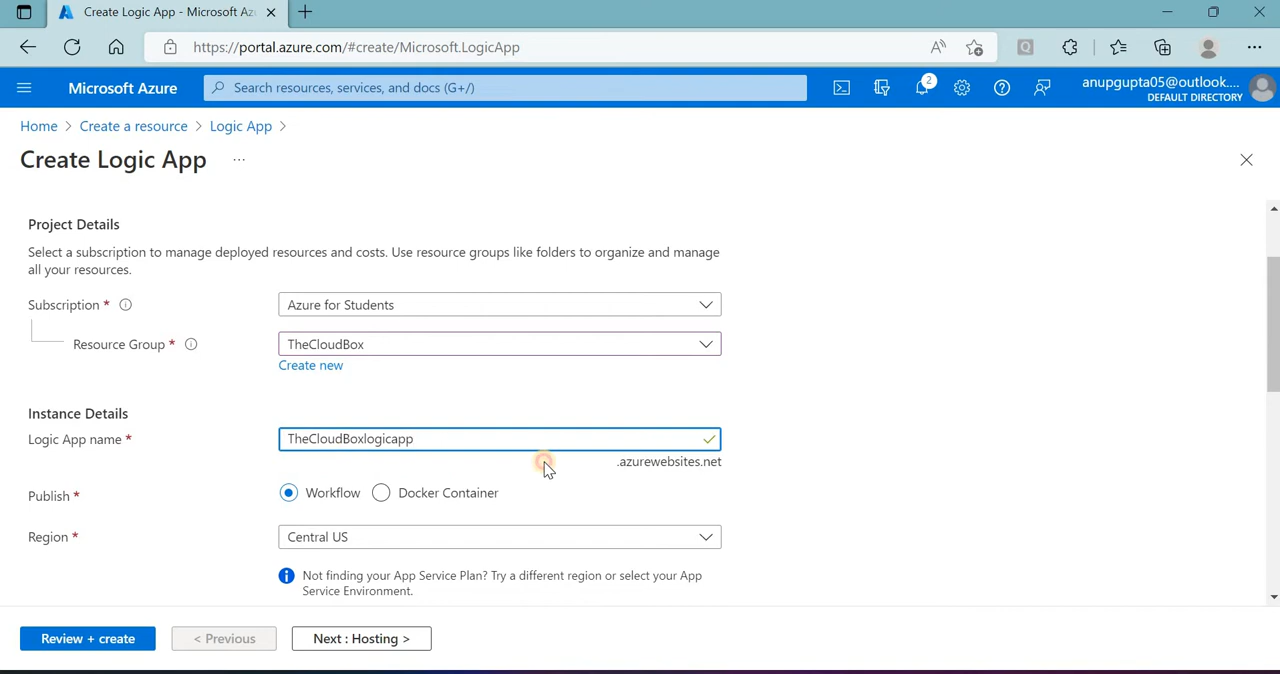 Create Logic App - Microsoft Az
https://portal.azure.com/#create/Microsoft.LogicApp
Microsoft Azure
Search resources, services, and docs (G+/)
2
anupgupta05@outlook....
DEFAULT DIRECTORY
Home > Create a resource > Logic App >
Create Logic App ...
Project Details
Select a subscription to manage deployed resources and costs. Use resource groups like folders to organize and manage
all your resources.
Subscription *
Azure for Students
Resource Group *
TheCloudBox
Create new
Instance Details
Logic App name *
TheCloudBoxlogicapp
.azurewebsites.net
Publish *
Workflow
Docker Container
Region *
Central US
Not finding your App Service Plan? Try a different region or select your App
Service Environment.
Review + create
< Previous
Next : Hosting >